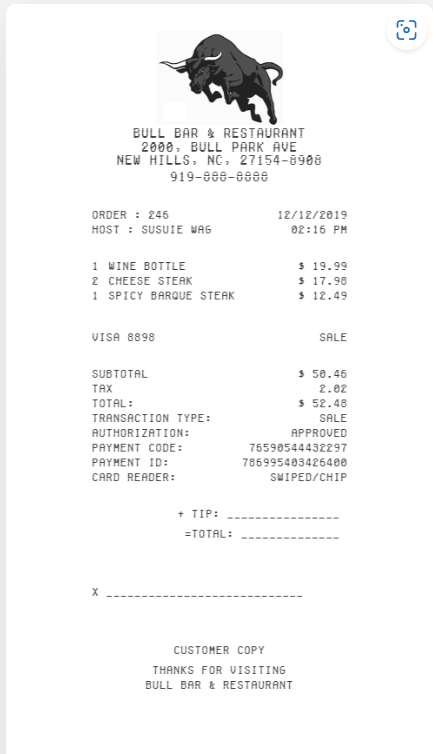 BULL BAR & RESTAURANT
2000, BULL PARK AVE
NEW HILLS, NC, 27154-8908
919-888-8888
ORDER : 246 12/12/2019
HOST : SUSUIE WAG 02:16 PM
1 WINE BOTTLE $ 19.99
2 CHEESE STEAK $ 17.98
1 SPICY BARQUE STEAK $ 12.49
VISA 8898 SALE
SUBTOTAL $ 50.46
TAX 2.02
TOTAL: $ 52.48
TRANSACTION TYPE: SALE
AUTHORIZATION: APPROVED
PAYMENT CODE: 76590544432297
PAYMENT ID: 786995403426400
CARD READER: SWIPED/CHIP
+ TIP: ________________
=TOTAL: ______________
X ____________________________
CUSTOMER COPY
THANKS FOR VISITING
BULL BAR & RESTAURANT